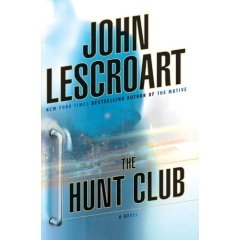 JOHN
LESCROART
NEW YORK TIMES BESTSELLING AUTHOR OF THE MOTIVE
THE
HUNT CLUB
A NOVEL